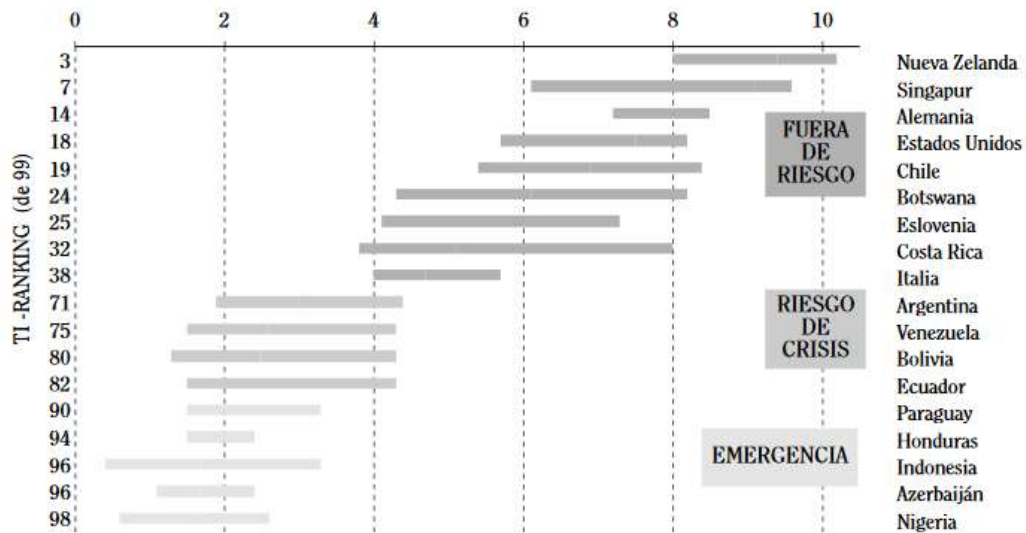 0 2 4 6 8 10
TI -RANKING (de 99)
3 Nueva Zelanda
7 Singapur
14 Alemania
18 Estados Unidos
19 Chile
24 Botswana
25 Eslovenia
32 Costa Rica
38 Italia
71 Argentina
75 Venezuela
80 Bolivia
82 Ecuador
90 Paraguay
94 Honduras
96 Indonesia
96 Azerbaiján
98 Nigeria
FUERA
DE
RIESGO
RIESGO
DE
CRISIS
EMERGENCIA